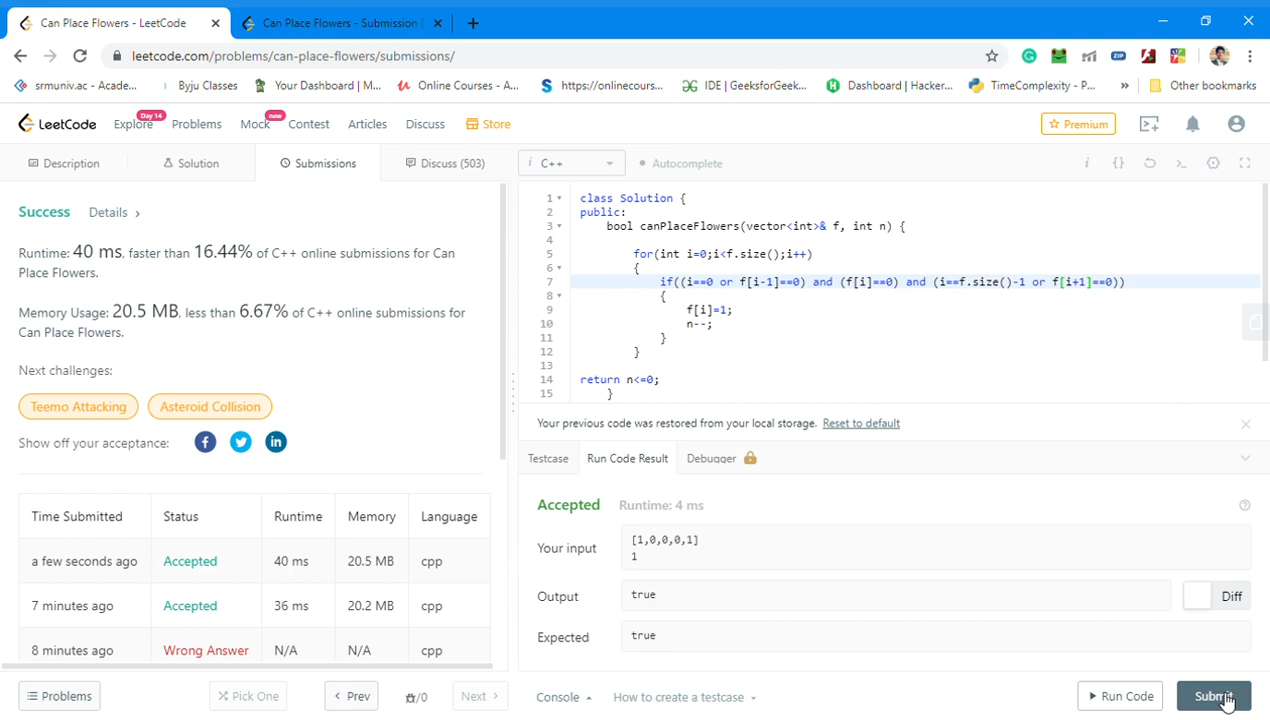 Can Place Flowers - LeetCode
Can Place Flowers - Submission
leetcode.com/problems/can-place-flowers/submissions/
srmuniv.ac - Acade...
Byju Classes
Your Dashboard | M...
Online Courses - A...
https://onlinecours...
IDE | GeeksforGeek...
Dashboard | Hacker...
TimeComplexity - P...
»
Other bookmarks
LeetCode
Explore
Day 14
Problems
Mock
new
Contest
Articles
Discuss
Store
Premium
Description
Solution
Submissions
Discuss (503)
i C++
Autocomplete
Success
Details
Runtime: 40 ms, faster than 16.44% of C++ online submissions for Can
Place Flowers.
Memory Usage: 20.5 MB, less than 6.67% of C++ online submissions for
Can Place Flowers.
Next challenges:
Teemo Attacking
Asteroid Collision
Show off your acceptance:
Time Submitted Status Runtime Memory Language
a few seconds ago Accepted 40 ms 20.5 MB cpp
7 minutes ago Accepted 36 ms 20.2 MB cpp
8 minutes ago Wrong Answer N/A N/A cpp
1 class Solution {
2 public:
3 bool canPlaceFlowers(vector<int>& f, int n) {
4
5 for(int i=0;i<f.size();i++)
6 {
7 if((i==0 or f[i-1]==0) and (f[i]==0) and (i==f.size()-1 or f[i+1]==0))
8 {
9 f[i]=1;
10 n--;
11 }
12 }
13
14 return n<=0;
15 }
Your previous code was restored from your local storage. Reset to default
Testcase
Run Code Result
Debugger
Accepted Runtime: 4 ms
Your input
[1,0,0,0,1]
1
Output
true
Diff
Expected
true
Problems
Pick One
Prev
/0
Next
Console
How to create a testcase
Run Code